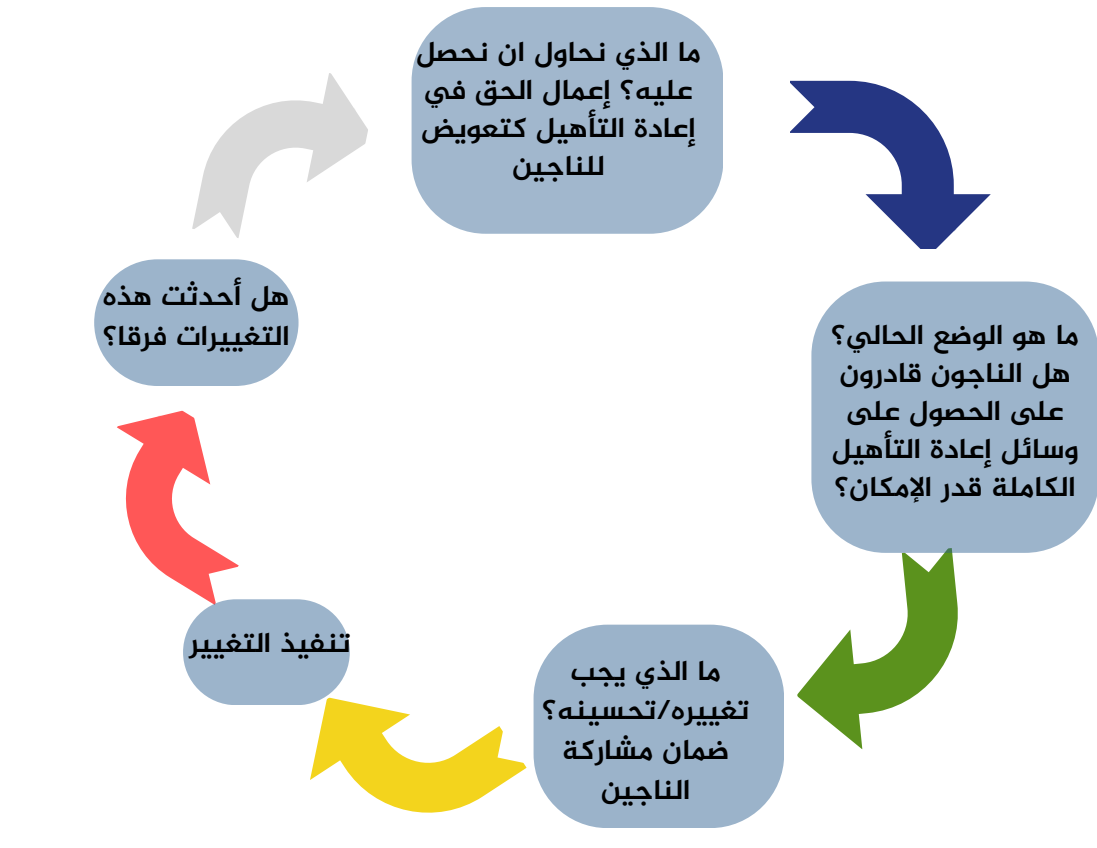 ما الذي نحاول ان نحصل
عليه؟ إعمال الحق في
إعادة التأهيل كتعويض
للناجين
ما هو الوضع الحالي؟
هل الناجون قادرون
على الحصول على
وسائل إعادة التأهيل
الكاملة قدر الإمكان؟
ما الذي يجب
تغييره/تحسينه؟
ضمان مشاركة
الناجين
تنفيذ التغيير
هل أحدثت هذه
التغييرات فرقا؟